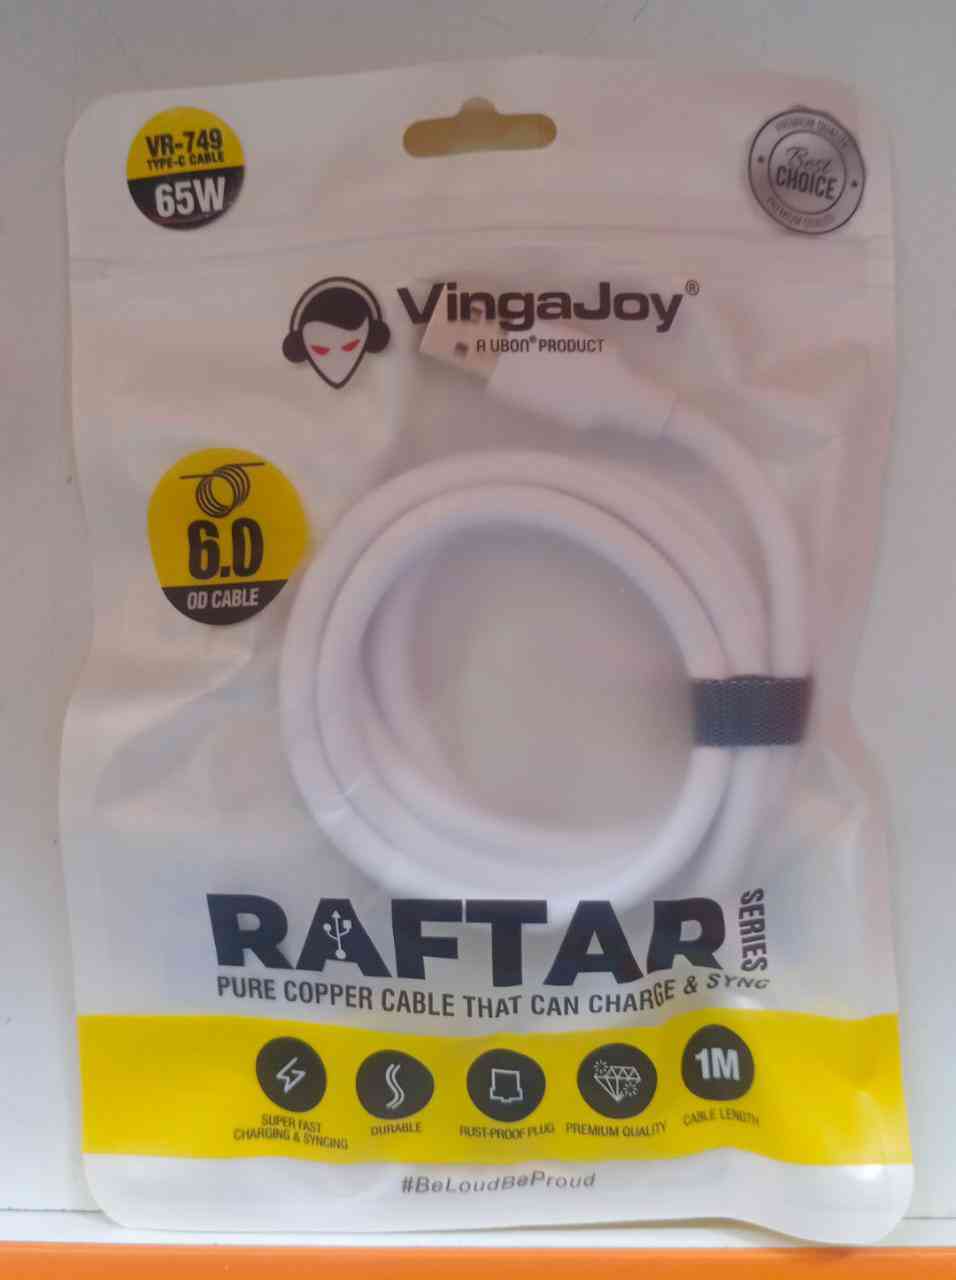 VR-749
TYPE-C CABLE
65W
PREMIUM QUALITY
Best
CHOICE
PREMIUM QUALITY
VingaJoy®
A UBON® PRODUCT
6.0
OD CABLE
RAFTAR
SERIES
PURE COPPER CABLE THAT CAN CHARGE & SYNC
1M
SUPER FAST
CHARGING & SYNCING
DURABLE
RUST-PROOF PLUG
PREMIUM QUALITY
CABLE LENGTH
#BeLoudBeProud